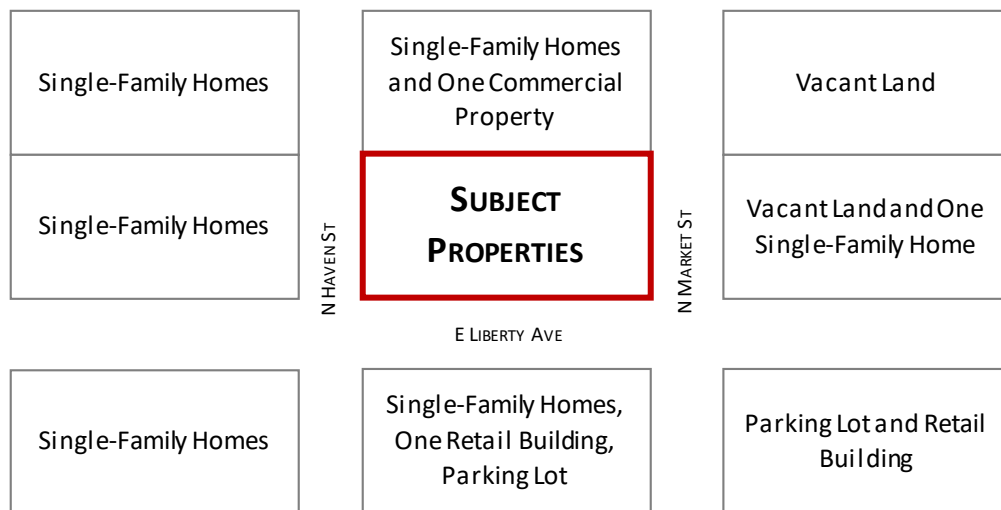 Single-Family Homes
Single-Family Homes
and One Commercial
Property
Vacant Land
Single-Family Homes
N HAVEN ST
SUBJECT
PROPERTIES
N MARKET ST
Vacant Land and One
Single-Family Home
E LIBERTY AVE
Single-Family Homes
Single-Family Homes,
One Retail Building,
Parking Lot
Parking Lot and Retail
Building